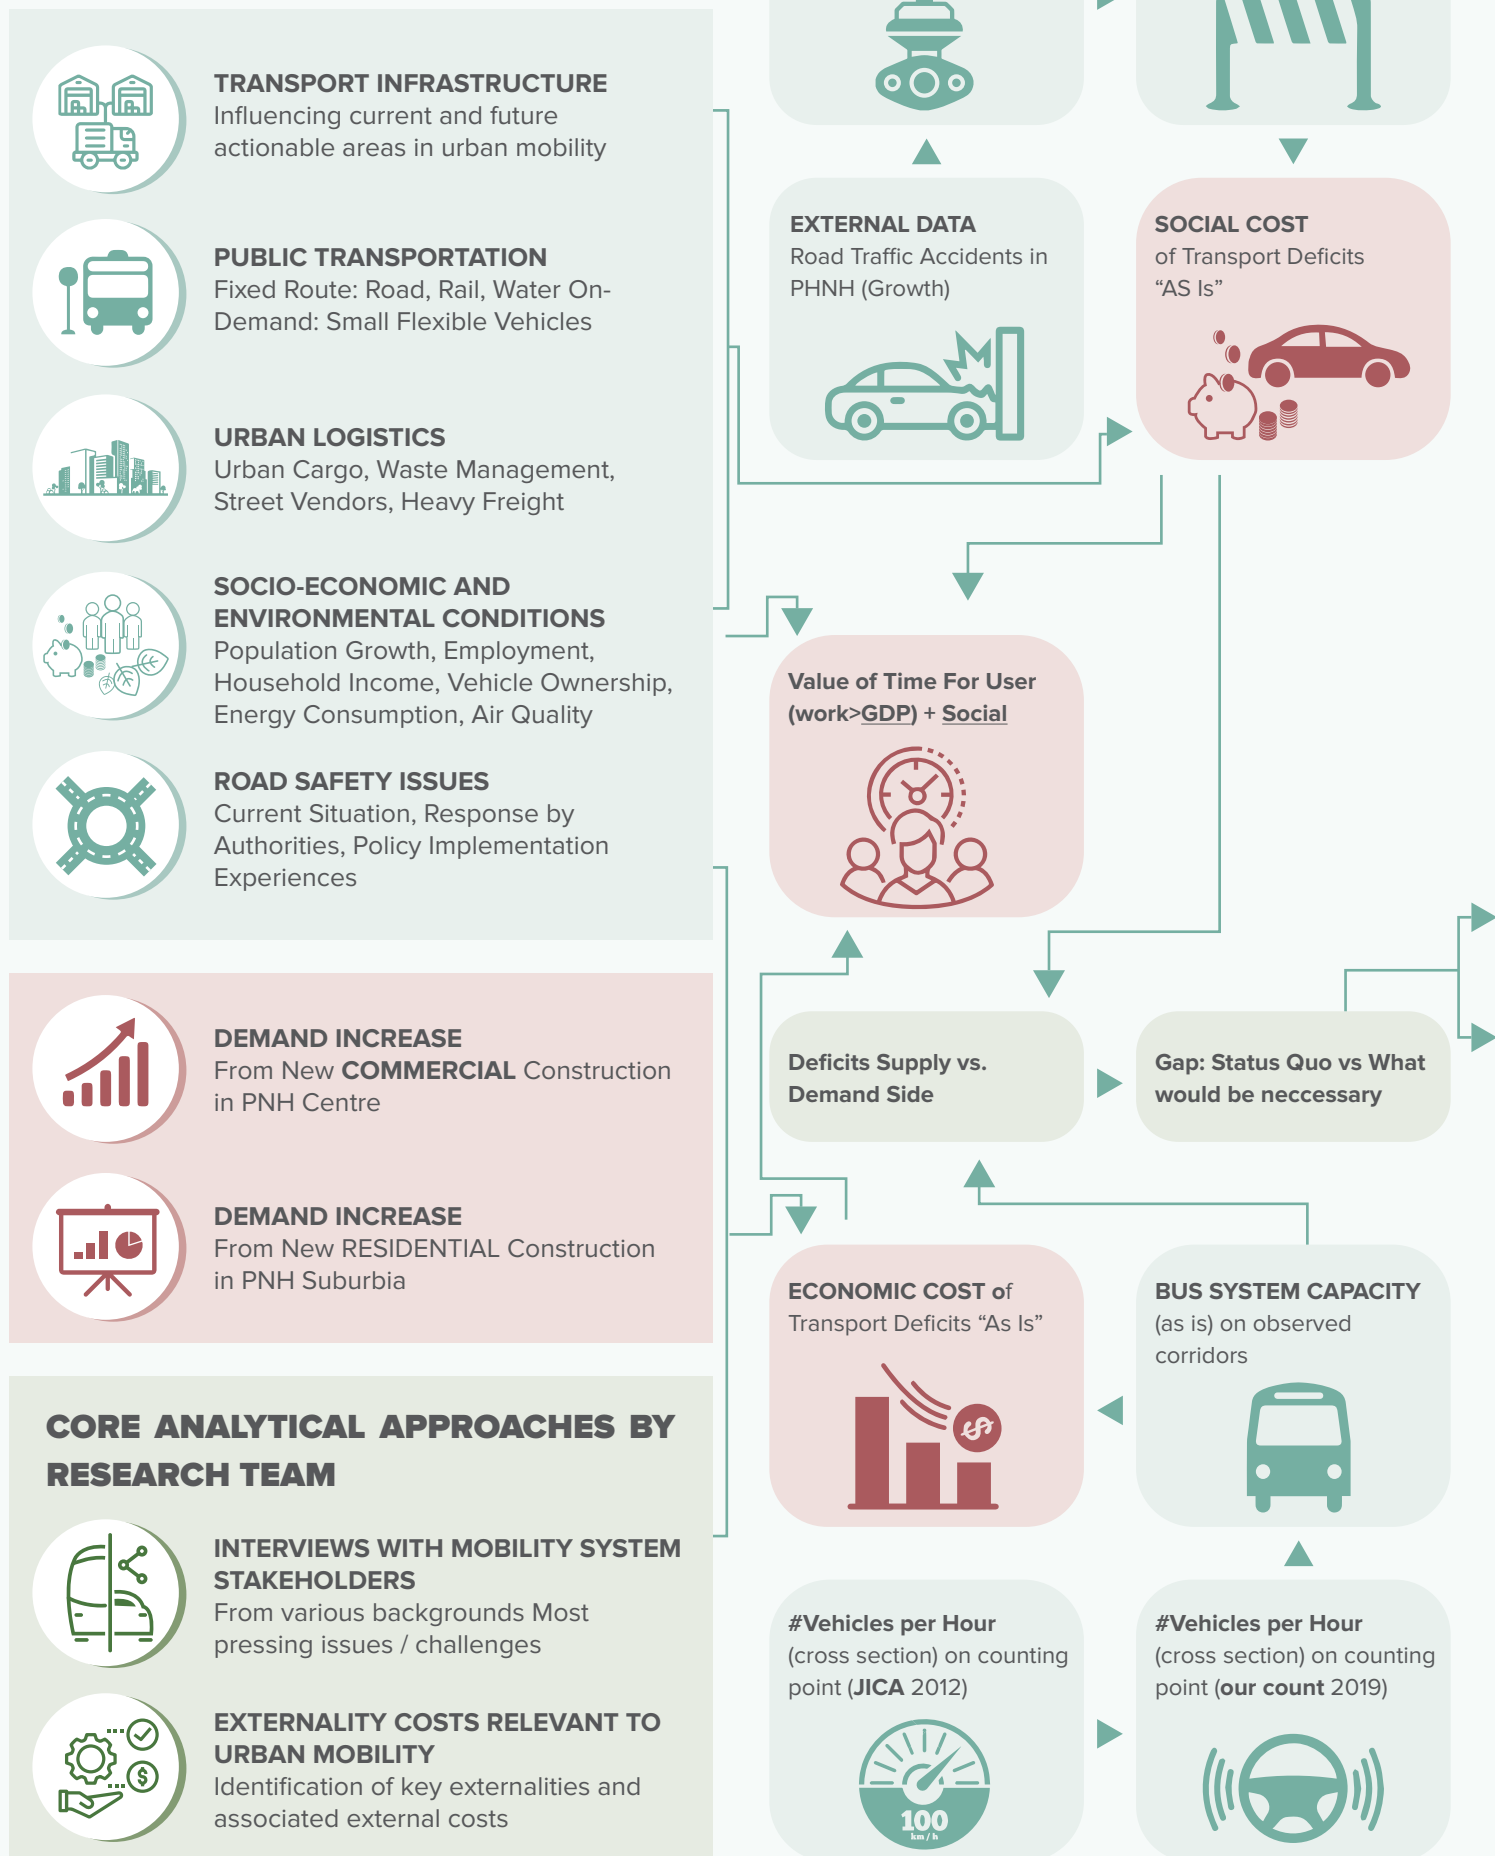 TRANSPORT INFRASTRUCTURE
Influencing current and future
actionable areas in urban mobility
PUBLIC TRANSPORTATION
Fixed Route: Road, Rail, Water On-
Demand: Small Flexible Vehicles
URBAN LOGISTICS
Urban Cargo, Waste Management,
Street Vendors, Heavy Freight
SOCIO-ECONOMIC AND
ENVIRONMENTAL CONDITIONS
Population Growth, Employment,
Household Income, Vehicle Ownership,
Energy Consumption, Air Quality
ROAD SAFETY ISSUES
Current Situation, Response by
Authorities, Policy Implementation
Experiences
DEMAND INCREASE
From New COMMERCIAL Construction
in PNH Centre
DEMAND INCREASE
From New RESIDENTIAL Construction
in PNH Suburbia
CORE ANALYTICAL APPROACHES BY
RESEARCH TEAM
INTERVIEWS WITH MOBILITY SYSTEM
STAKEHOLDERS
From various backgrounds Most
pressing issues / challenges
EXTERNALITY COSTS RELEVANT TO
URBAN MOBILITY
Identification of key externalities and
associated external costs
$
EXTERNAL DATA
Road Traffic Accidents in
PHNH (Growth)
SOCIAL COST
of Transport Deficits
“AS Is”
Value of Time For User
(work>GDP) + Social
Deficits Supply vs.
Demand Side
Gap: Status Quo vs What
would be neccessary
ECONOMIC COST of
Transport Deficits “As Is”
$
BUS SYSTEM CAPACITY
(as is) on observed
corridors
#Vehicles per Hour
(cross section) on counting
point (JICA 2012)
100
km / h
#Vehicles per Hour
(cross section) on counting
point (our count 2019)